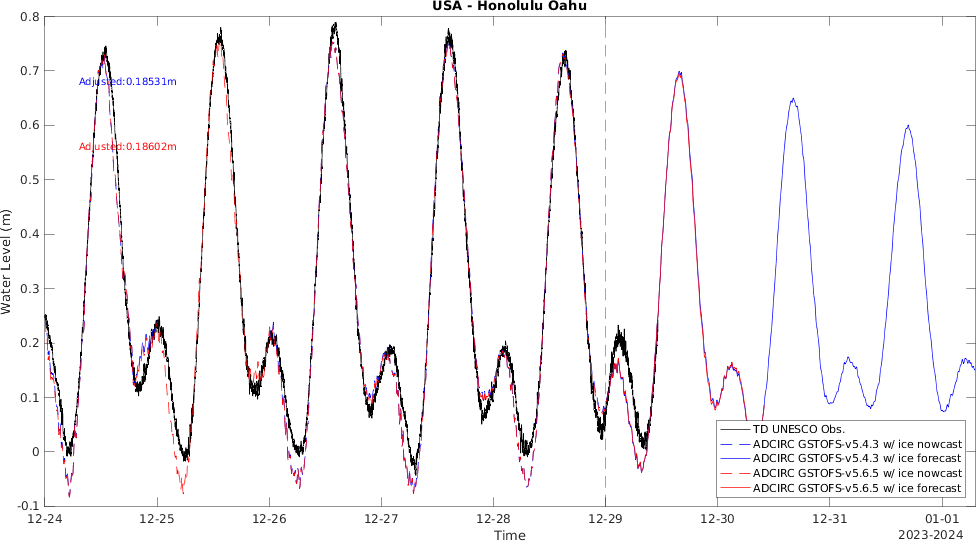 USA - Honolulu Oahu
0.8
0.7
0.6
0.5
0.4
0.3
0.2
0.1
0
-0.1
Water Level (m)
Adjusted:0.18531m
Adjusted:0.18602m
TD UNESCO Obs.
ADCIRC GSTOFS-v5.4.3 w/ ice nowcast
ADCIRC GSTOFS-v5.4.3 w/ ice forecast
ADCIRC GSTOFS-v5.6.5 w/ ice nowcast
ADCIRC GSTOFS-v5.6.5 w/ ice forecast
12-24 12-25 12-26 12-27 12-28 12-29 12-30 12-31 01-01
Time
2023-2024